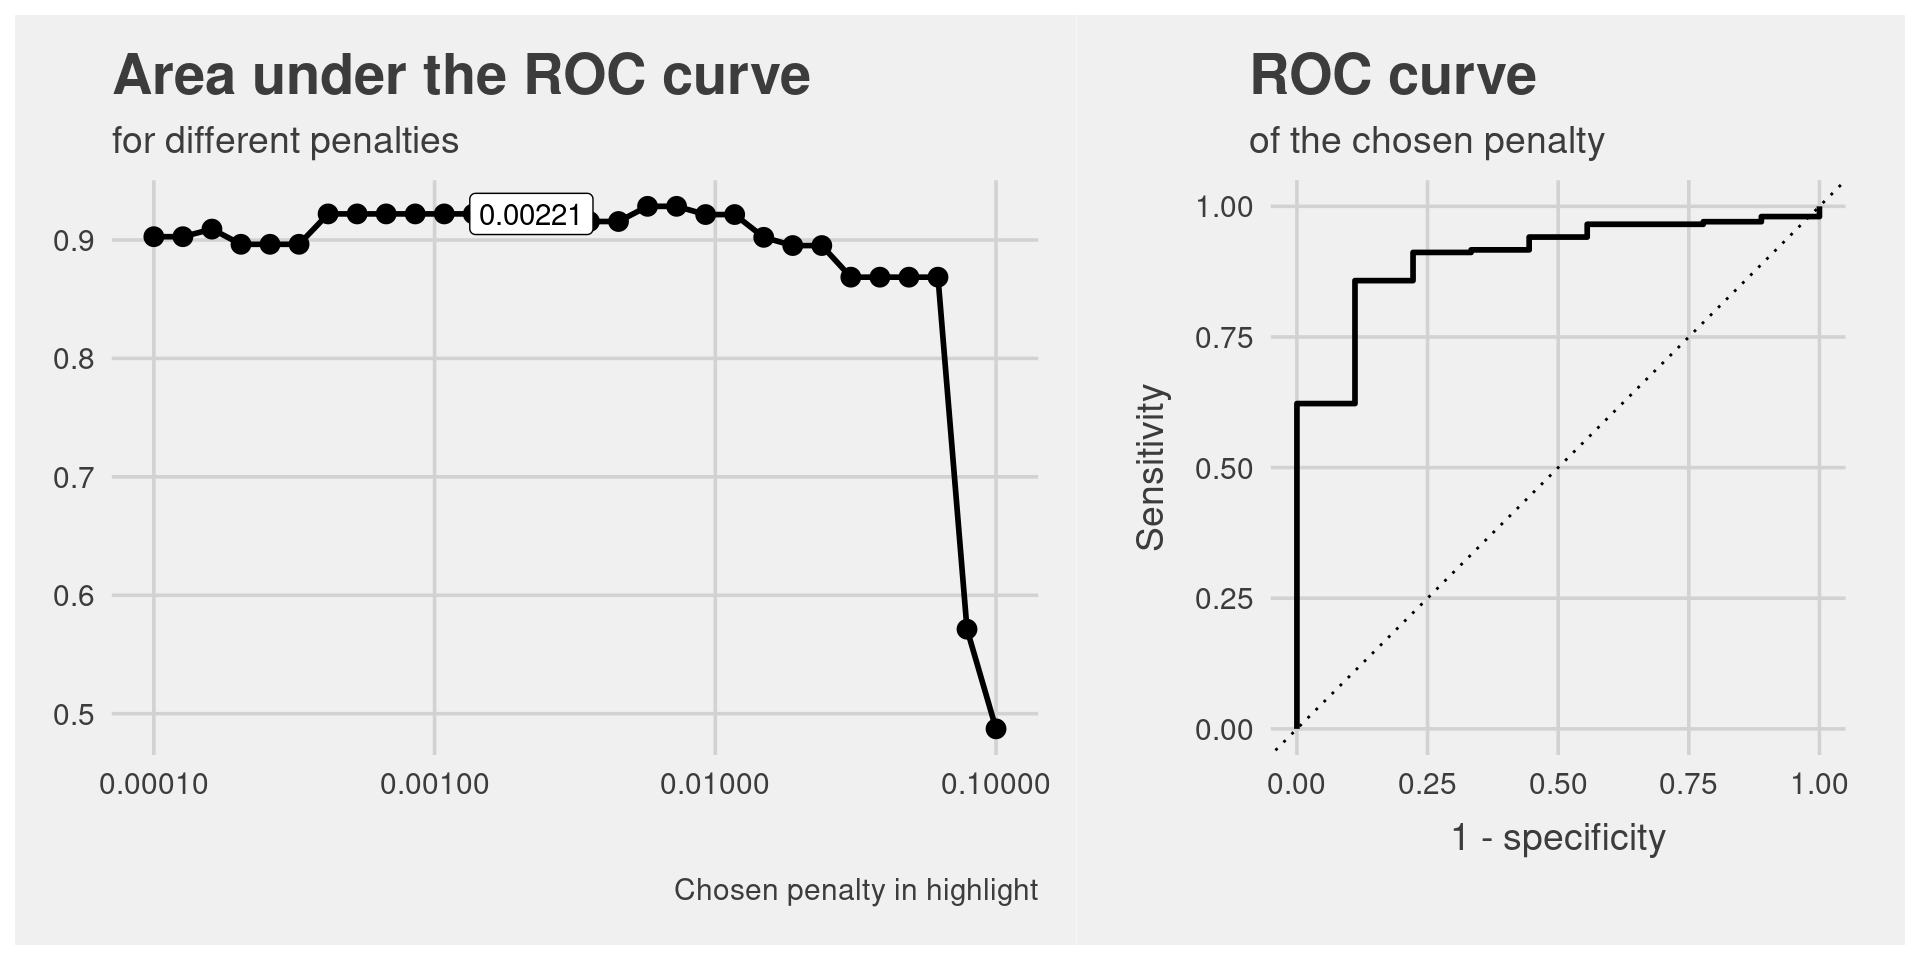 Area under the ROC curve
for different penalties
0.00221
0.9
0.8
0.7
0.6
0.5
0.00010 0.00100 0.01000 0.10000
Chosen penalty in highlight
ROC curve
of the chosen penalty
Sensitivity
1.00
0.75
0.50
0.25
0.00
0.00 0.25 0.50 0.75 1.00
1 - specificity